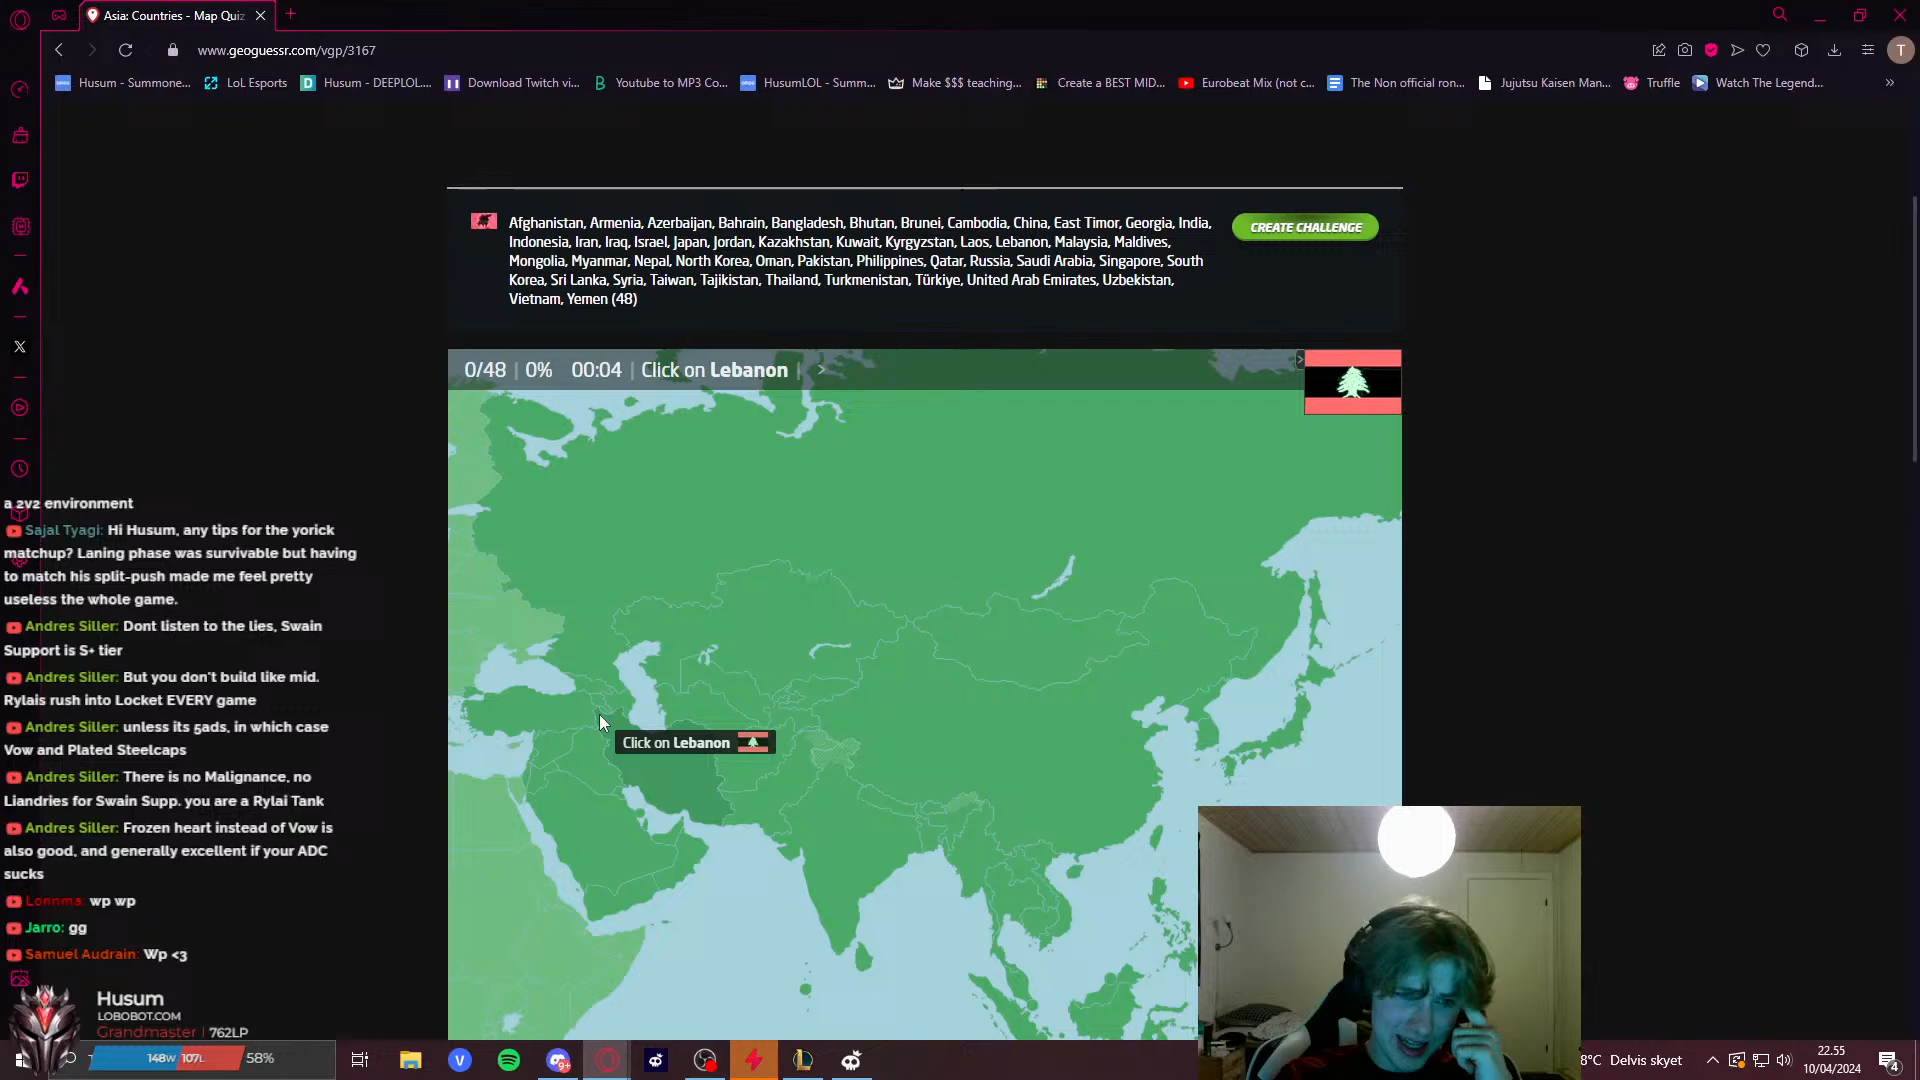 Asia: Countries - Map Quiz
www.geoguessr.com/vgp/3167
T
Husum - Summone...
LoL Esports
Husum - DEEPLOL....
Download Twitch vi...
Youtube to MP3 Co...
HusumLOL - Summ...
Make $$$ teaching...
Create a BEST MID...
Eurobeat Mix (not c...
The Non official ron...
Jujutsu Kaisen Man...
Truffle
Watch The Legend...
Afghanistan, Armenia, Azerbaijan, Bahrain, Bangladesh, Bhutan, Brunei, Cambodia, China, East Timor, Georgia, India,
Indonesia, Iran, Iraq, Israel, Japan, Jordan, Kazakhstan, Kuwait, Kyrgyzstan, Laos, Lebanon, Malaysia, Maldives,
Mongolia, Myanmar, Nepal, North Korea, Oman, Pakistan, Philippines, Qatar, Russia, Saudi Arabia, Singapore, South
Korea, Sri Lanka, Syria, Taiwan, Tajikistan, Thailand, Turkmenistan, Türkiye, United Arab Emirates, Uzbekistan,
Vietnam, Yemen (48)
CREATE CHALLENGE
0/48 | 0% 00:04 | Click on Lebanon |
Click on Lebanon
a 2v2 environment
Sajal Tyagi: Hi Husum, any tips for the yorick
matchup? Laning phase was survivable but having
to match his split-push made me feel pretty
useless the whole game.
Andres Siller: Dont listen to the lies, Swain
Support is S+ tier
Andres Siller: But you don't build like mid.
Rylais rush into Locket EVERY game
Andres Siller: unless its 5ads, in which case
Vow and Plated Steelcaps
Andres Siller: There is no Malignance, no
Liandries for Swain Supp. you are a Rylai Tank
Andres Siller: Frozen heart instead of Vow is
also good, and generally excellent if your ADC
sucks
Lonnma: wp wp
Jarro: gg
Samuel Audrain: Wp <3
Husum
LOBOBOT.COM
Grandmaster | 762LP
148W 107L 58%
9+
8°C Delvis skyet
22.55
10/04/2024
4